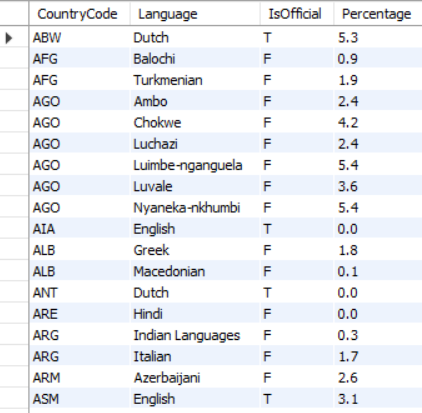 CountryCode Language IsOfficial Percentage
ABW Dutch T 5.3
AFG Balochi F 0.9
AFG Turkmenian F 1.9
AGO Ambo F 2.4
AGO Chokwe F 4.2
AGO Luchazi F 2.4
AGO Luimbe-nganguela F 5.4
AGO Luvale F 3.6
AGO Nyaneka-nkhumbi F 5.4
AIA English T 0.0
ALB Greek F 1.8
ALB Macedonian F 0.1
ANT Dutch T 0.0
ARE Hindi F 0.0
ARG Indian Languages F 0.3
ARG Italian F 1.7
ARM Azerbaijani F 2.6
ASM English T 3.1